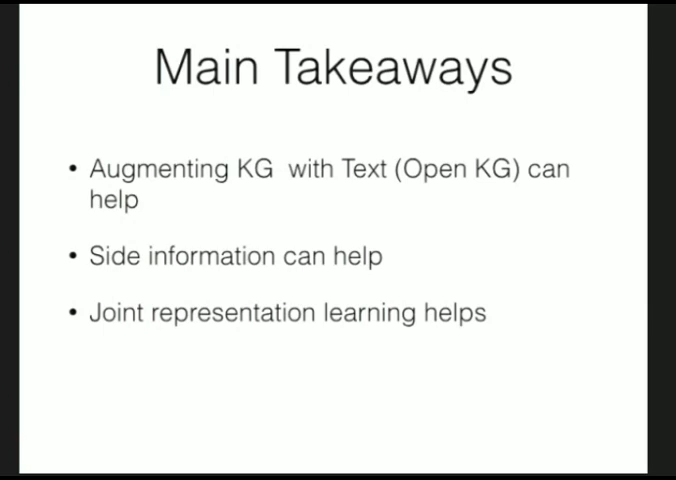 Main Takeaways
• Augmenting KG with Text (Open KG) can
help
• Side information can help
• Joint representation learning helps